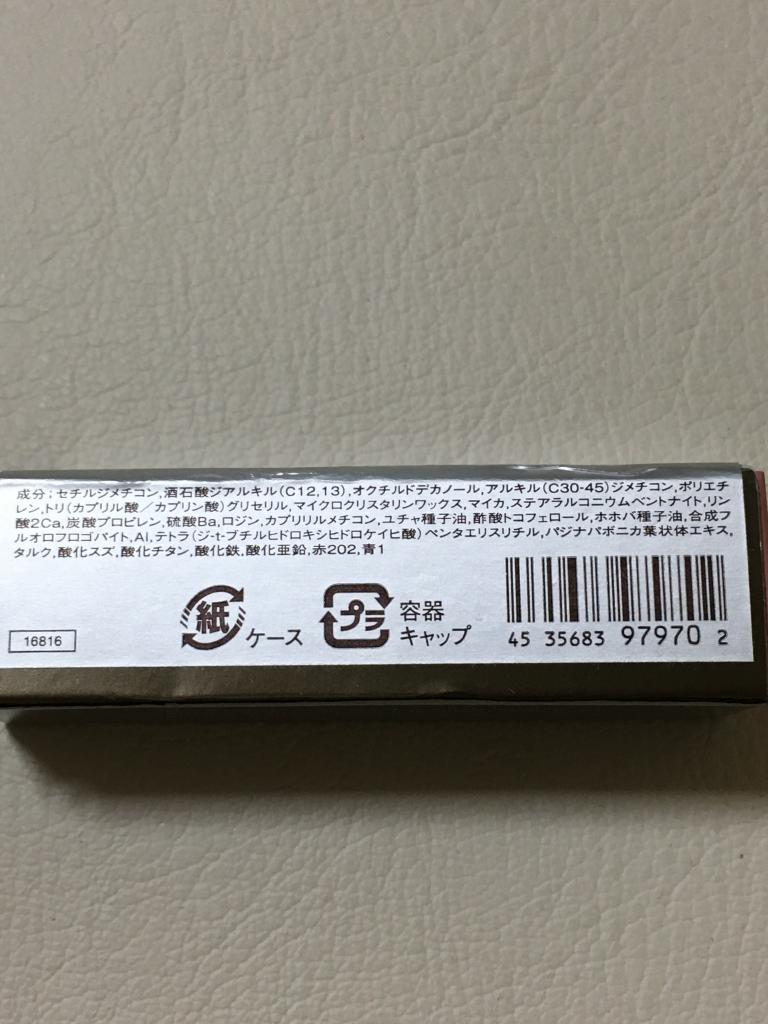 成分；セチルジメチコン,酒石酸ジアルキル(C12,13),オクチルドデカノール,アルキル(C30-45)ジメチコン,ポリエチ
レン,トリ(カプリル酸／カプリン酸)グリセリル,マイクロクリスタリンワックス,マイカ,ステアラルコニウムベントナイト,リン
酸2Ca,炭酸プロピレン,硫酸Ba,ロジン,カプリリルメチコン,ユチャ種子油,酢酸トコフェロール,ホホバ種子油,合成フ
ルオロフロゴパイト,Al,テトラ(ジ-t-ブチルヒドロキシヒドロケイヒ酸)ペンタエリスリチル,パジナパボニカ葉状体エキス,
タルク,酸化スズ,酸化チタン,酸化鉄,酸化亜鉛,赤202,青1
16816
紙 ケース
プラ 容器
キャップ
45 35683 97970 2